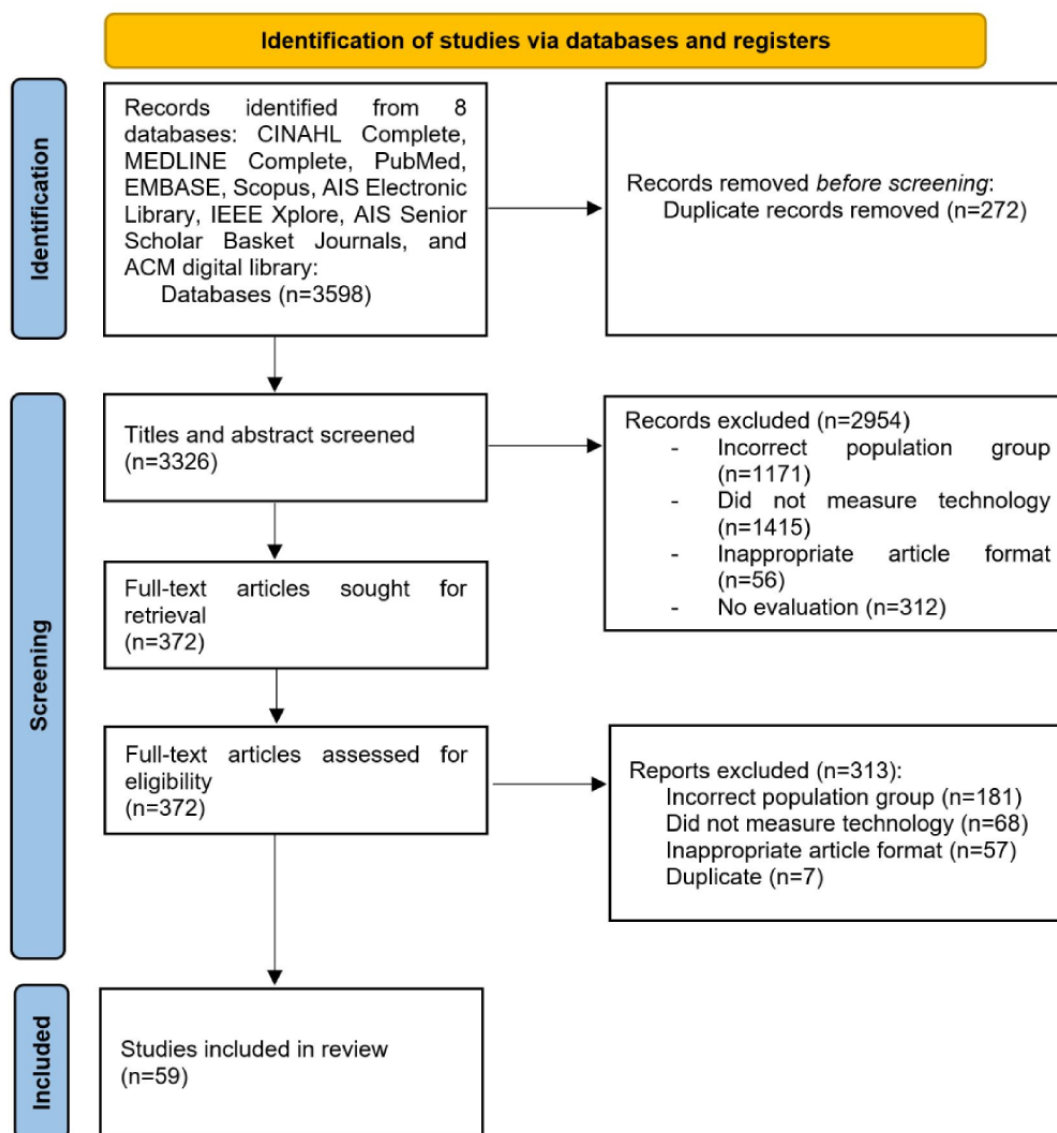 Identification of studies via databases and registers
Identification
Records identified from 8
databases: CINAHL Complete,
MEDLINE Complete, PubMed,
EMBASE, Scopus, AIS Electronic
Library, IEEE Xplore, AIS Senior
Scholar Basket Journals, and
ACM digital library:
Databases (n=3598)
Records removed before screening:
Duplicate records removed (n=272)
Screening
Titles and abstract screened
(n=3326)
Records excluded (n=2954)
- Incorrect population group
(n=1171)
- Did not measure technology
(n=1415)
- Inappropriate article format
(n=56)
- No evaluation (n=312)
Full-text articles sought for
retrieval
(n=372)
Full-text articles assessed for
eligibility
(n=372)
Reports excluded (n=313):
Incorrect population group (n=181)
Did not measure technology (n=68)
Inappropriate article format (n=57)
Duplicate (n=7)
Included
Studies included in review
(n=59)